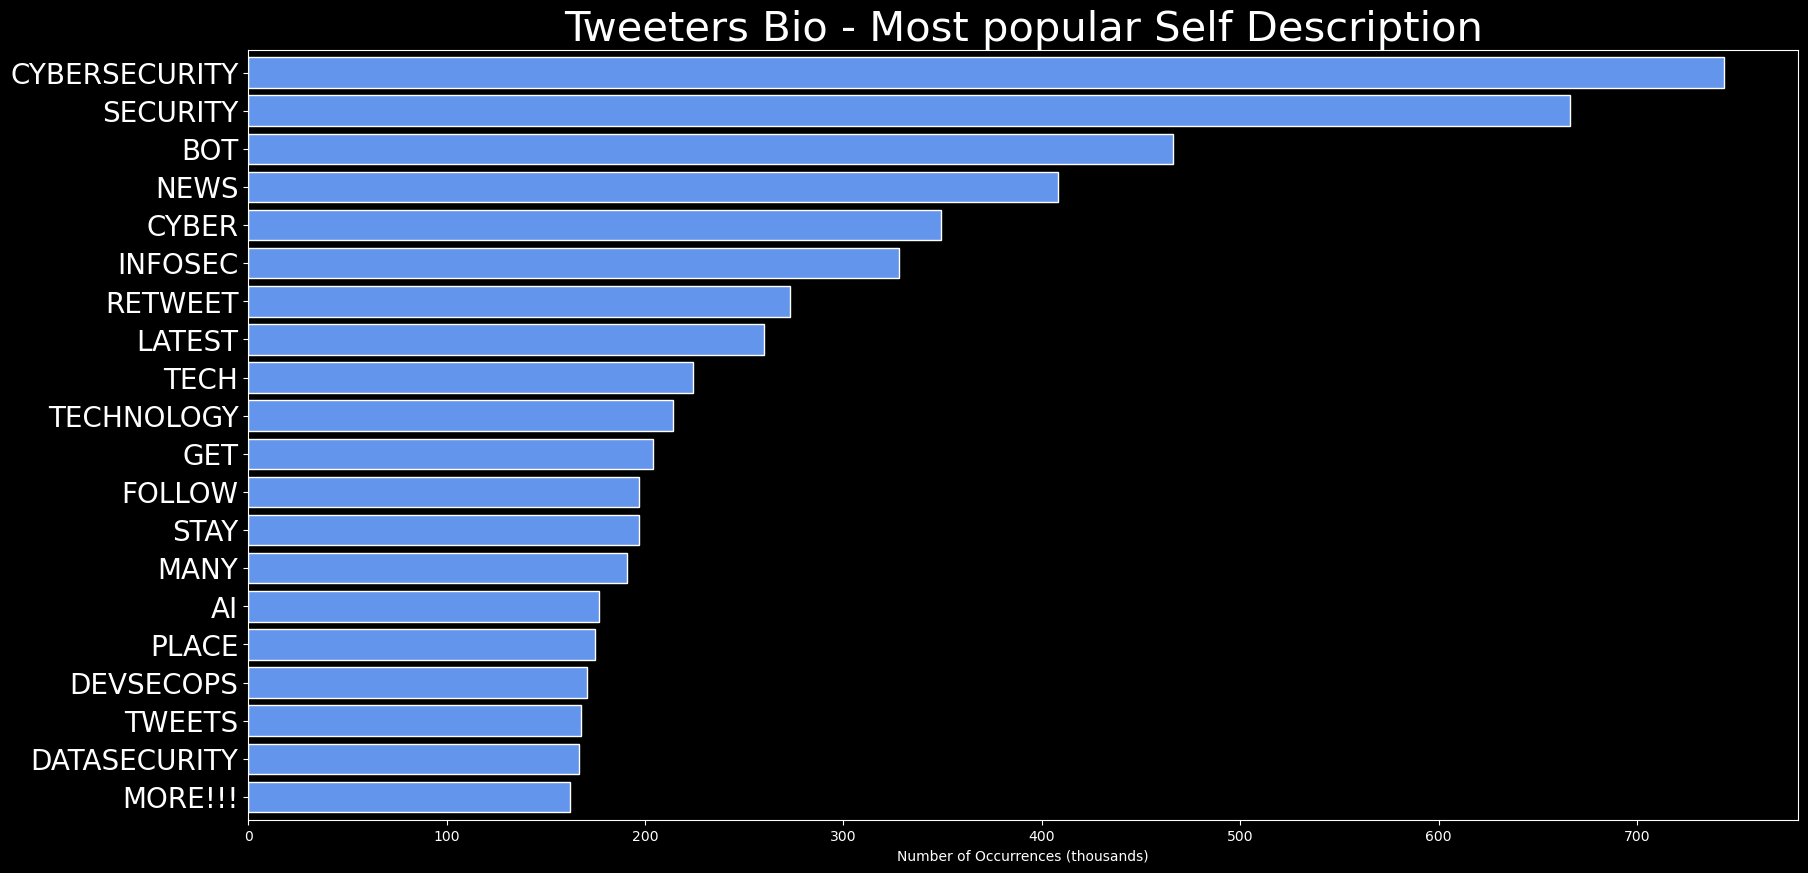 Tweeters Bio - Most popular Self Description
CYBERSECURITY
SECURITY
BOT
NEWS
CYBER
INFOSEC
RETWEET
LATEST
TECH
TECHNOLOGY
GET
FOLLOW
STAY
MANY
AI
PLACE
DEVSECOPS
TWEETS
DATASECURITY
MORE!!!
0 100 200 300 400 500 600 700
Number of Occurrences (thousands)